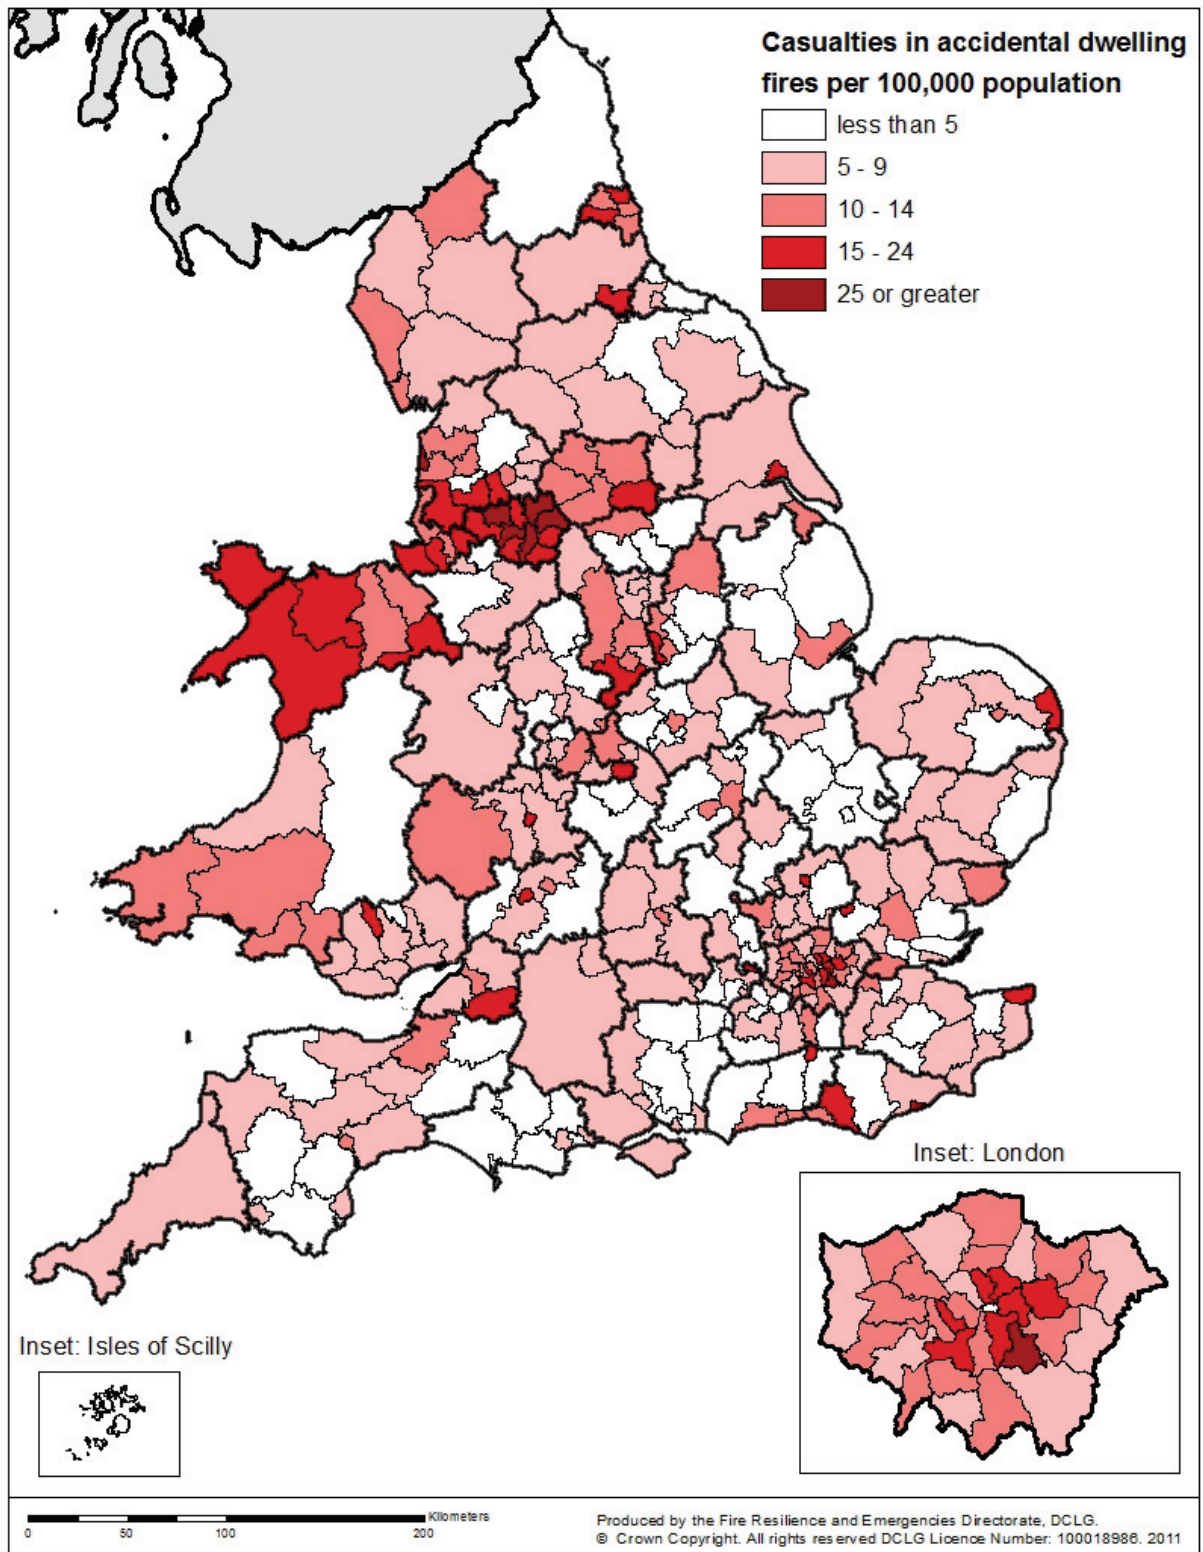 Casualties in accidental dwelling
fires per 100,000 population
less than 5
5 - 9
10 - 14
15 - 24
25 or greater
Inset: London
Inset: Isles of Scilly
Kilometers
0 50 100 200
Produced by the Fire Resilience and Emergencies Directorate, DCLG.
© Crown Copyright. All rights reserved DCLG Licence Number: 100018986. 2011